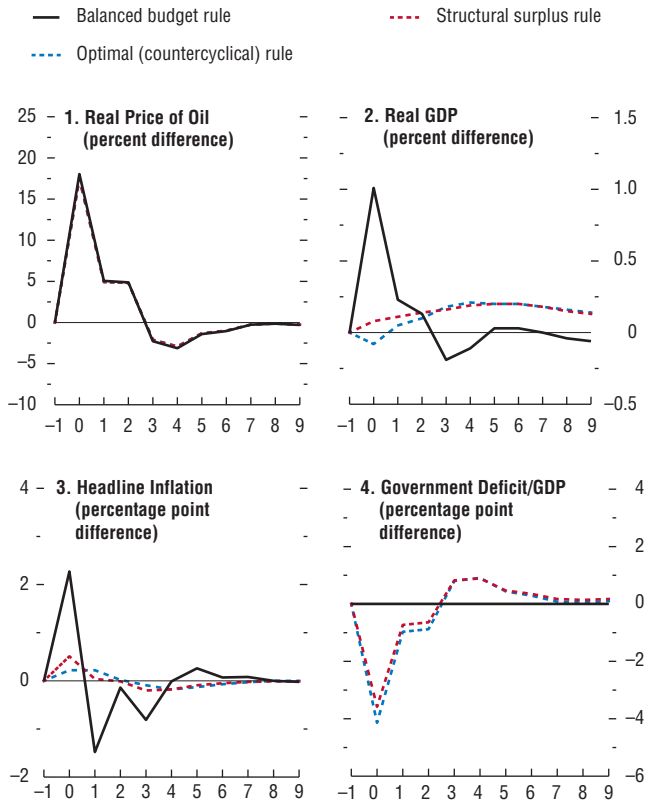 Balanced budget rule
Structural surplus rule
Optimal (countercyclical) rule
1. Real Price of Oil
(percent difference)
25
20
15
10
5
0
–5
–10
–1 0 1 2 3 4 5 6 7 8 9
2. Real GDP
(percent difference)
1.5
1.0
0.5
0
–0.5
–1 0 1 2 3 4 5 6 7 8 9
3. Headline Inflation
(percentage point
difference)
4
2
0
–2
–1 0 1 2 3 4 5 6 7 8 9
4. Government Deficit/GDP
(percentage point
difference)
4
2
0
–2
–4
–6
–1 0 1 2 3 4 5 6 7 8 9